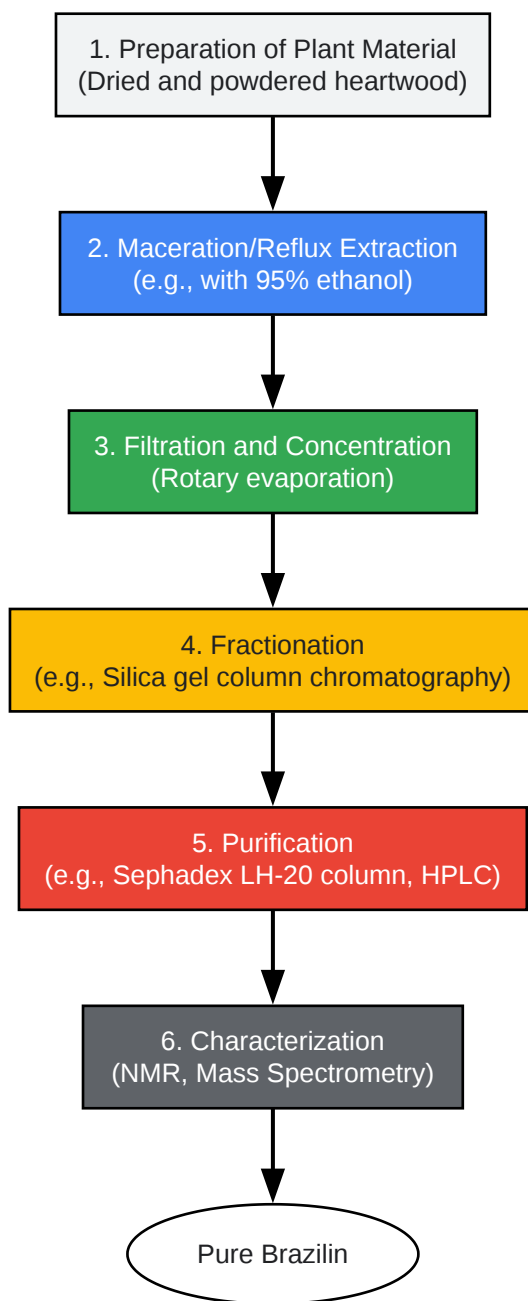 1. Preparation of Plant Material
(Dried and powdered heartwood)
2. Maceration/Reflux Extraction
(e.g., with 95% ethanol)
3. Filtration and Concentration
(Rotary evaporation)
4. Fractionation
(e.g., Silica gel column chromatography)
5. Purification
(e.g., Sephadex LH-20 column, HPLC)
6. Characterization
(NMR, Mass Spectrometry)
Pure Brazilin